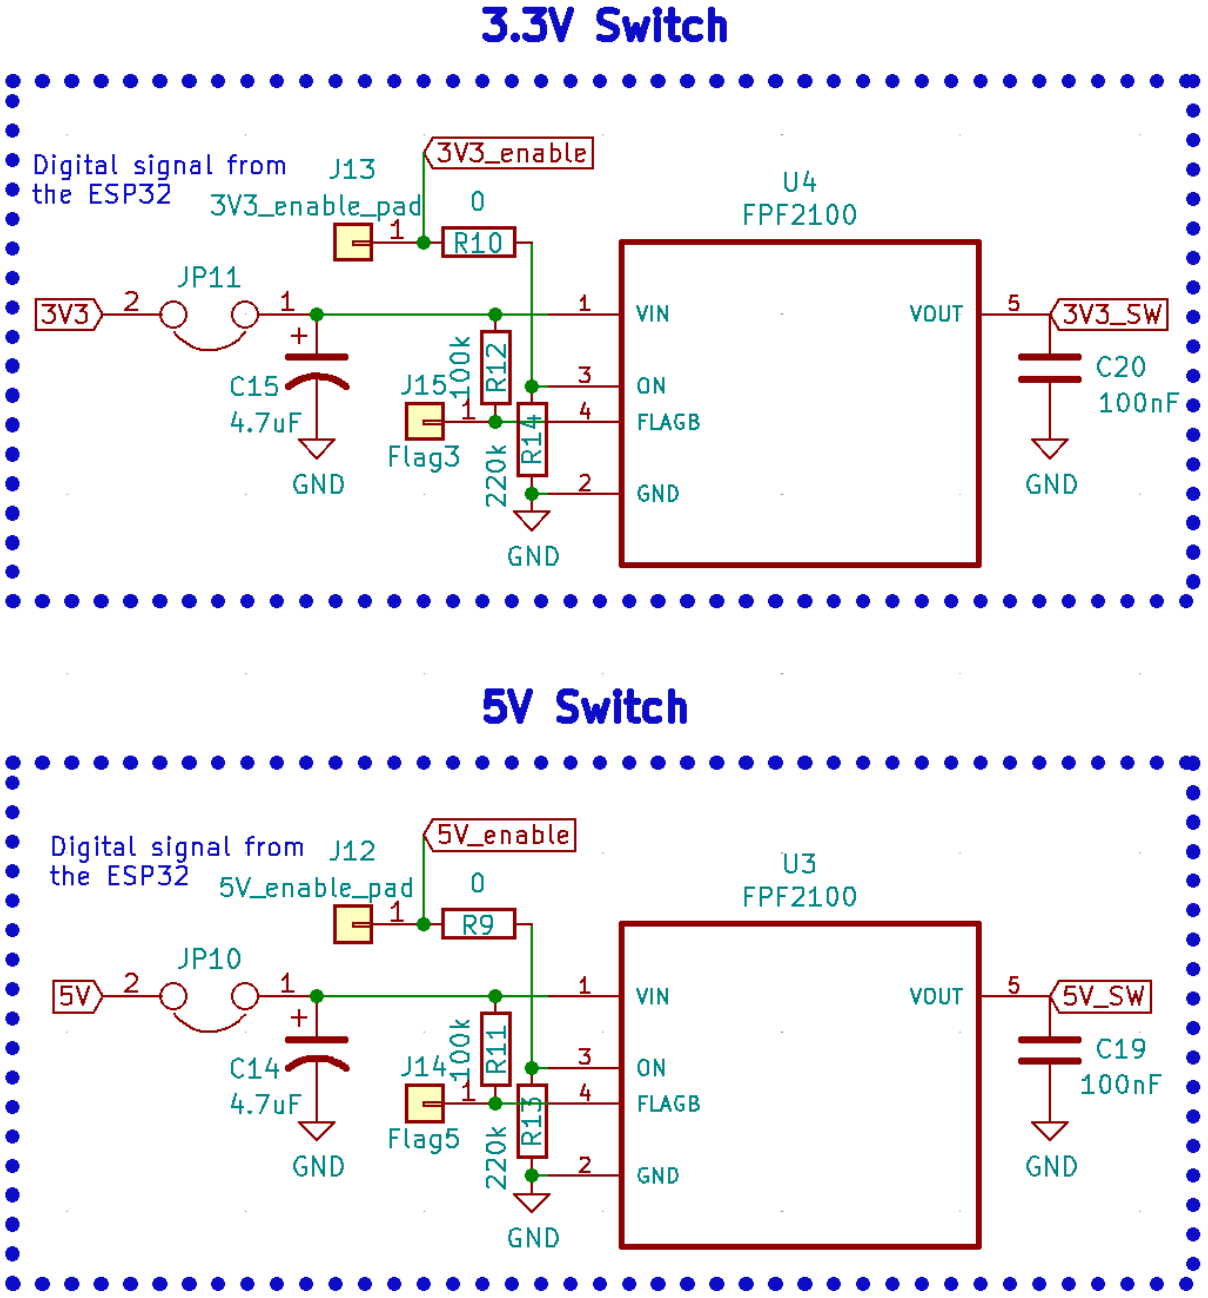 3.3V Switch
Digital signal from
the ESP32
J13
3V3_enable_pad
1
3V3_enable
0
R10
U4
FPF2100
JP11
3V3
2
1
+
C15
4.7uF
GND
100k
R12
J15
1
Flag3
220k
R14
GND
1
VIN
3
ON
4
FLAGB
2
GND
VOUT
5
3V3_SW
C20
100nF
GND
5V Switch
Digital signal from
the ESP32
J12
5V_enable_pad
1
5V_enable
0
R9
U3
FPF2100
JP10
5V
2
1
+
C14
4.7uF
GND
100k
R11
J14
1
Flag5
220k
R13
GND
1
VIN
3
ON
4
FLAGB
2
GND
VOUT
5
5V_SW
C19
100nF
GND